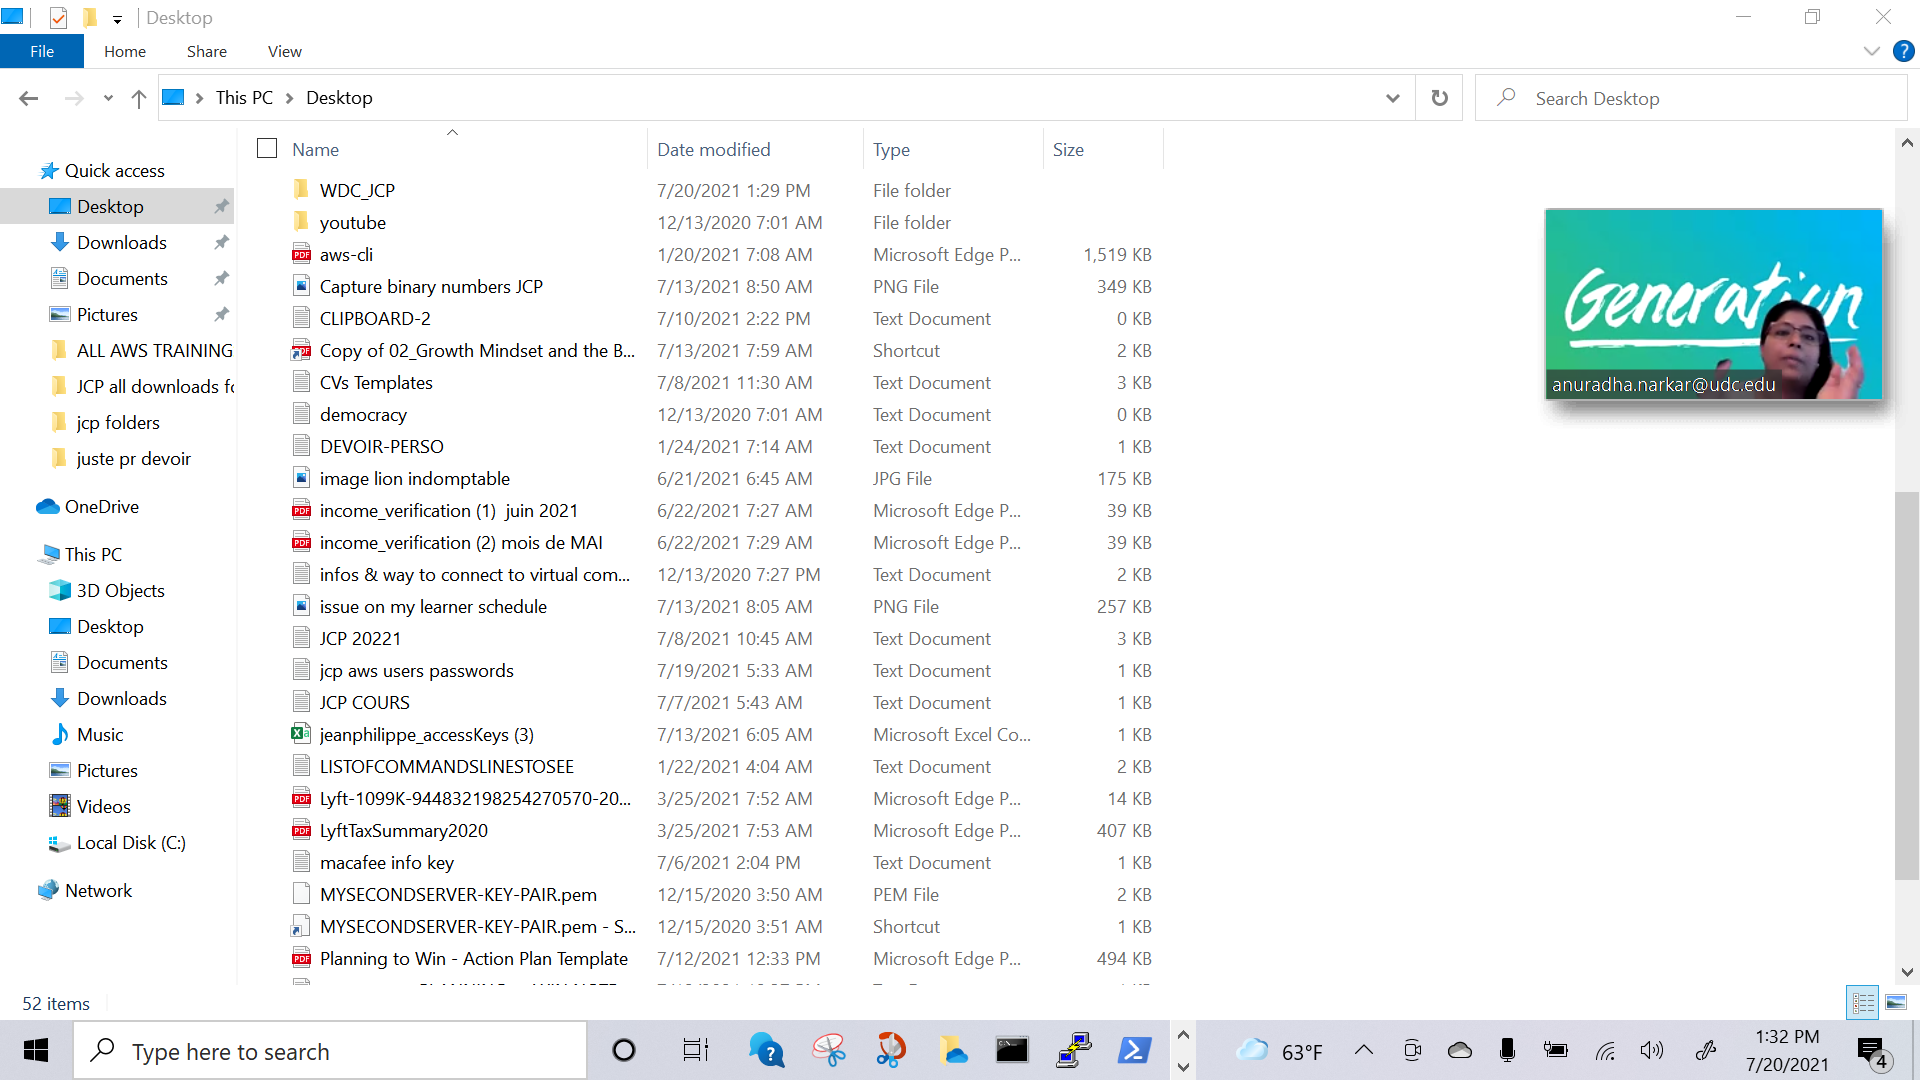 Desktop
File Home Share View
This PC Desktop
Search Desktop
Name Date modified Type Size
Quick access
Desktop
Downloads
Documents
Pictures
ALL AWS TRAINING
JCP all downloads fo
jcp folders
juste pr devoir
OneDrive
This PC
3D Objects
Desktop
Documents
Downloads
Music
Pictures
Videos
Local Disk (C:)
Network
WDC_JCP 7/20/2021 1:29 PM File folder
youtube 12/13/2020 7:01 AM File folder
aws-cli 1/20/2021 7:08 AM Microsoft Edge P... 1,519 KB
Capture binary numbers JCP 7/13/2021 8:50 AM PNG File 349 KB
CLIPBOARD-2 7/10/2021 2:22 PM Text Document 0 KB
Copy of 02_Growth Mindset and the B... 7/13/2021 7:59 AM Shortcut 2 KB
CVs Templates 7/8/2021 11:30 AM Text Document 3 KB
democracy 12/13/2020 7:01 AM Text Document 0 KB
DEVOIR-PERSO 1/24/2021 7:14 AM Text Document 1 KB
image lion indomptable 6/21/2021 6:45 AM JPG File 175 KB
income_verification (1) juin 2021 6/22/2021 7:27 AM Microsoft Edge P... 39 KB
income_verification (2) mois de MAI 6/22/2021 7:29 AM Microsoft Edge P... 39 KB
infos & way to connect to virtual com... 12/13/2020 7:27 PM Text Document 2 KB
issue on my learner schedule 7/13/2021 8:05 AM PNG File 257 KB
JCP 20221 7/8/2021 10:45 AM Text Document 3 KB
jcp aws users passwords 7/19/2021 5:33 AM Text Document 1 KB
JCP COURS 7/7/2021 5:43 AM Text Document 1 KB
jeanphilippe_accessKeys (3) 7/13/2021 6:05 AM Microsoft Excel Co... 1 KB
LISTOFCOMMANDSLINESTOSEE 1/22/2021 4:04 AM Text Document 2 KB
Lyft-1099K-944832198254270570-20... 3/25/2021 7:52 AM Microsoft Edge P... 14 KB
LyftTaxSummary2020 3/25/2021 7:53 AM Microsoft Edge P... 407 KB
macafee info key 7/6/2021 2:04 PM Text Document 1 KB
MYSECONDSERVER-KEY-PAIR.pem 12/15/2020 3:50 AM PEM File 2 KB
MYSECONDSERVER-KEY-PAIR.pem - S... 12/15/2020 3:51 AM Shortcut 1 KB
Planning to Win - Action Plan Template 7/12/2021 12:33 PM Microsoft Edge P... 494 KB
Generation
anuradha.narkar@udc.edu
52 items
Type here to search
63°F
1:32 PM
7/20/2021
4